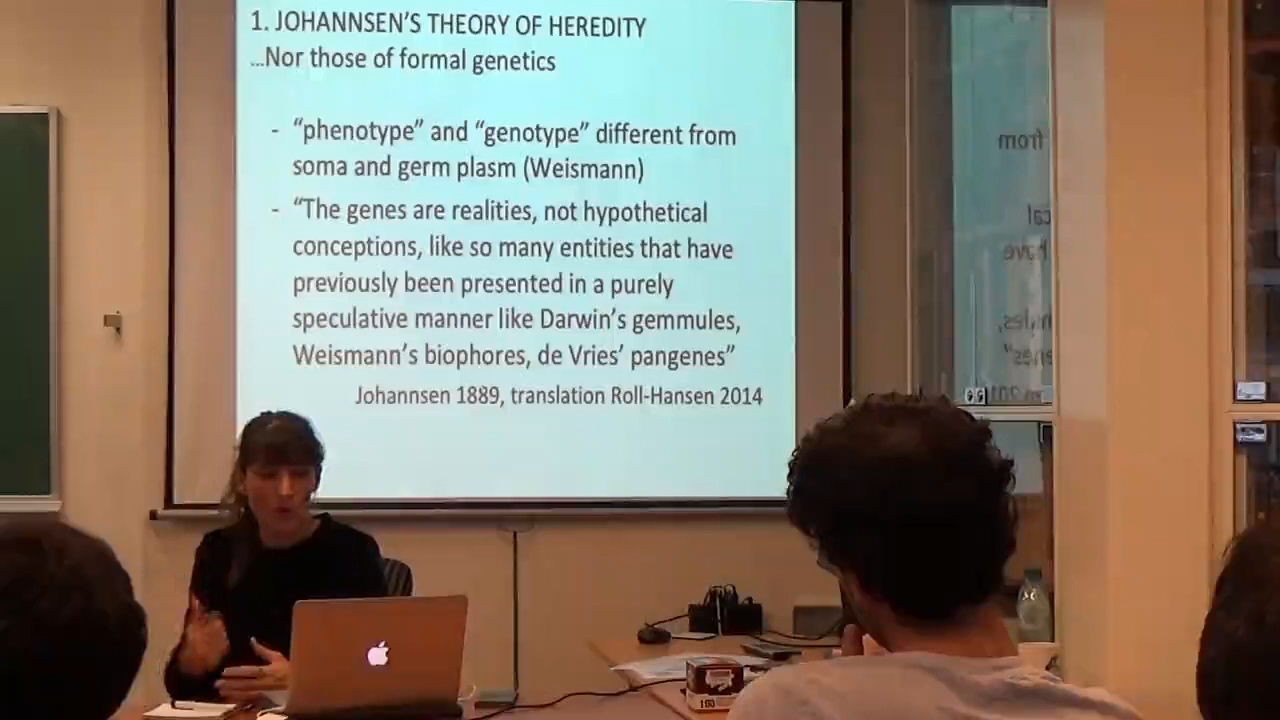 1. JOHANNSEN'S THEORY OF HEREDITY
...Nor those of formal genetics
- "phenotype" and "genotype" different from
soma and germ plasm (Weismann)
- "The genes are realities, not hypothetical
conceptions, like so many entities that have
previously been presented in a purely
speculative manner like Darwin's gemmules,
Weismann's biophores, de Vries' pangenes"
Johannsen 1889, translation Roll-Hansen 2014
from
have